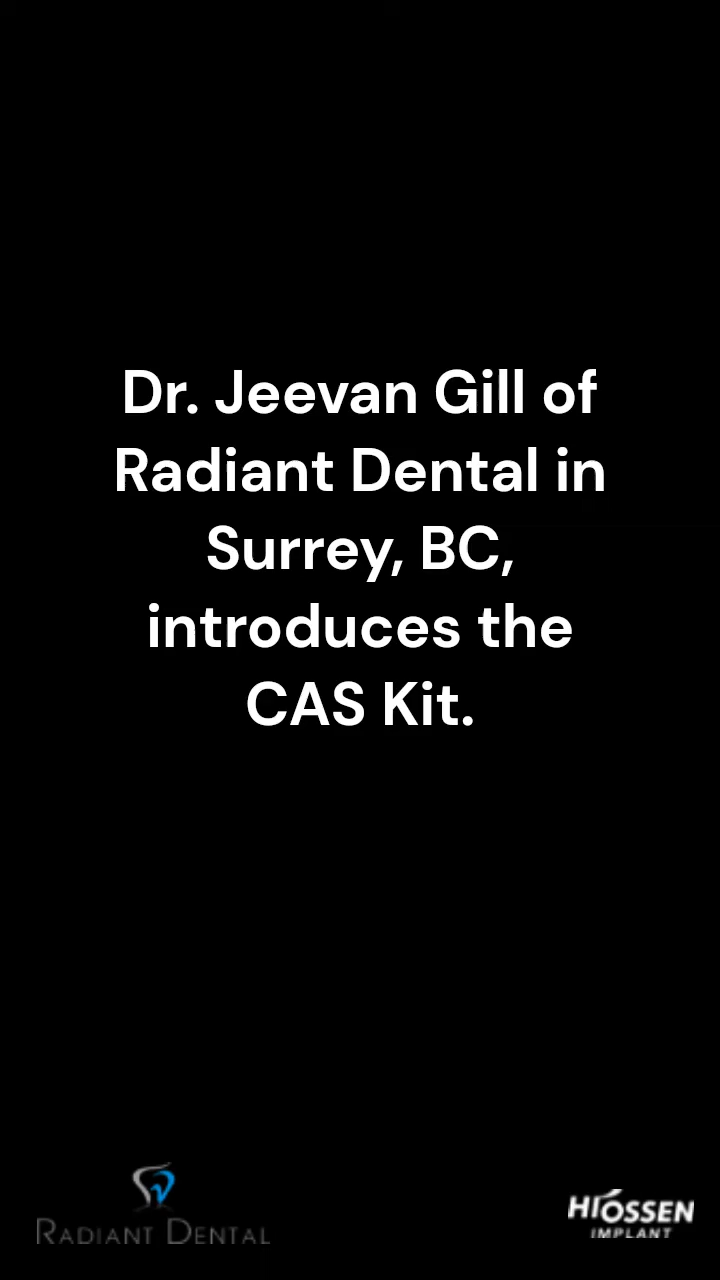 Dr. Jeevan Gill of
Radiant Dental in
Surrey, BC,
introduces the
CAS Kit.
RADIANT DENTAL
HIOSSEN
IMPLANT